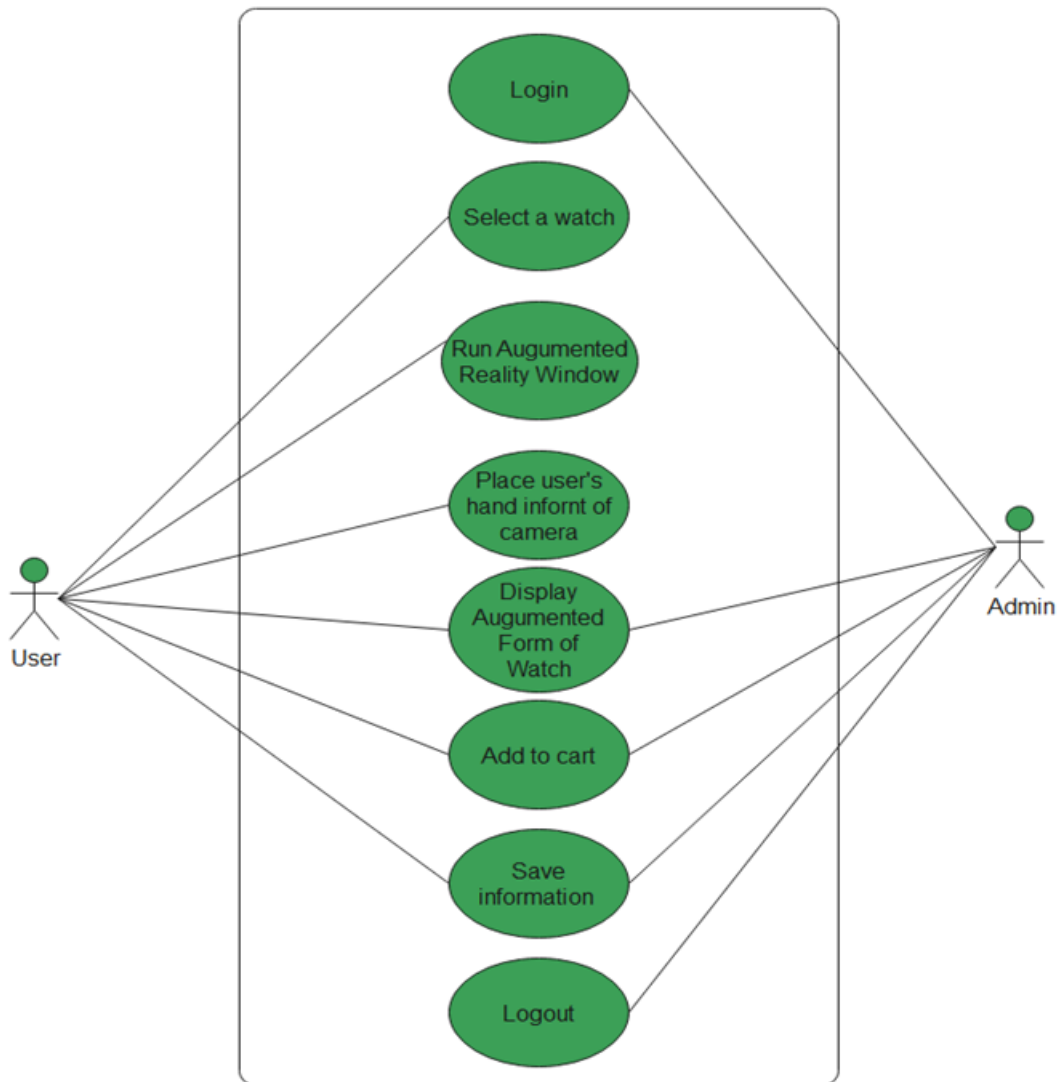 Login
Select a watch
Run Augumented
Reality Window
Place user's
hand infornt of
camera
Display
Augumented
Form of
Watch
Add to cart
Save
information
Logout
User
Admin